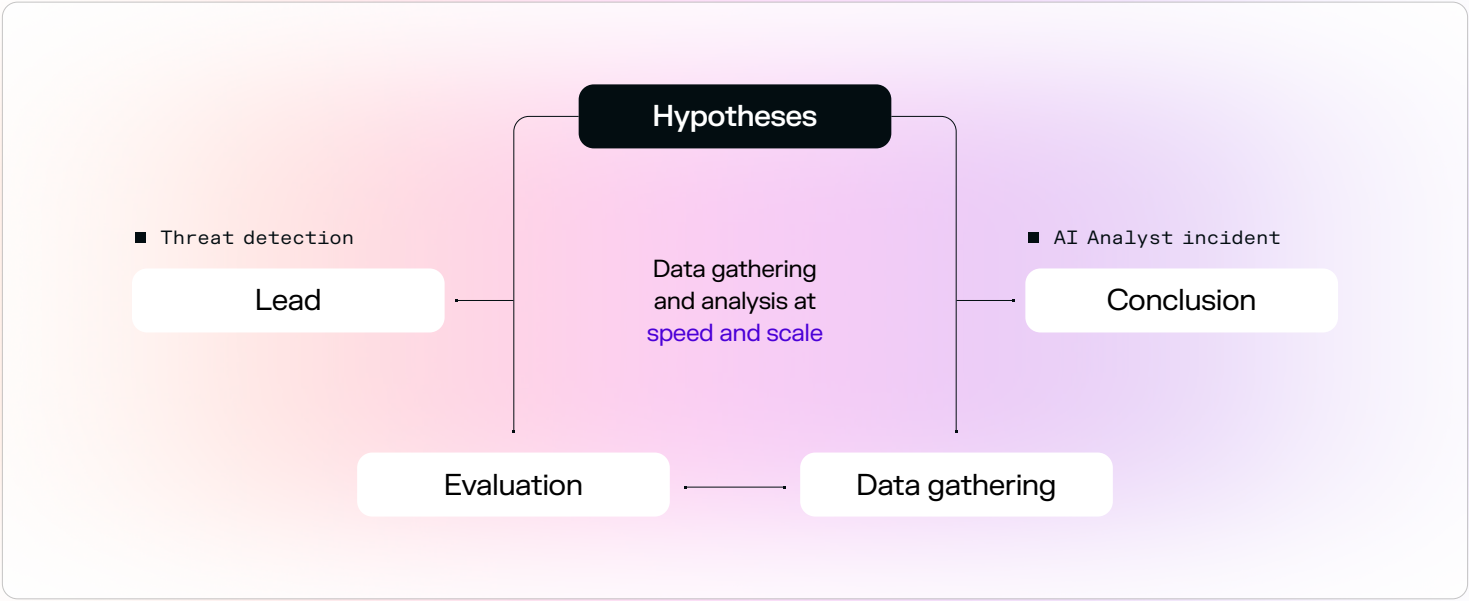 Hypotheses
Threat detection
Lead
Data gathering
and analysis at
speed and scale
AI Analyst incident
Conclusion
Evaluation
Data gathering